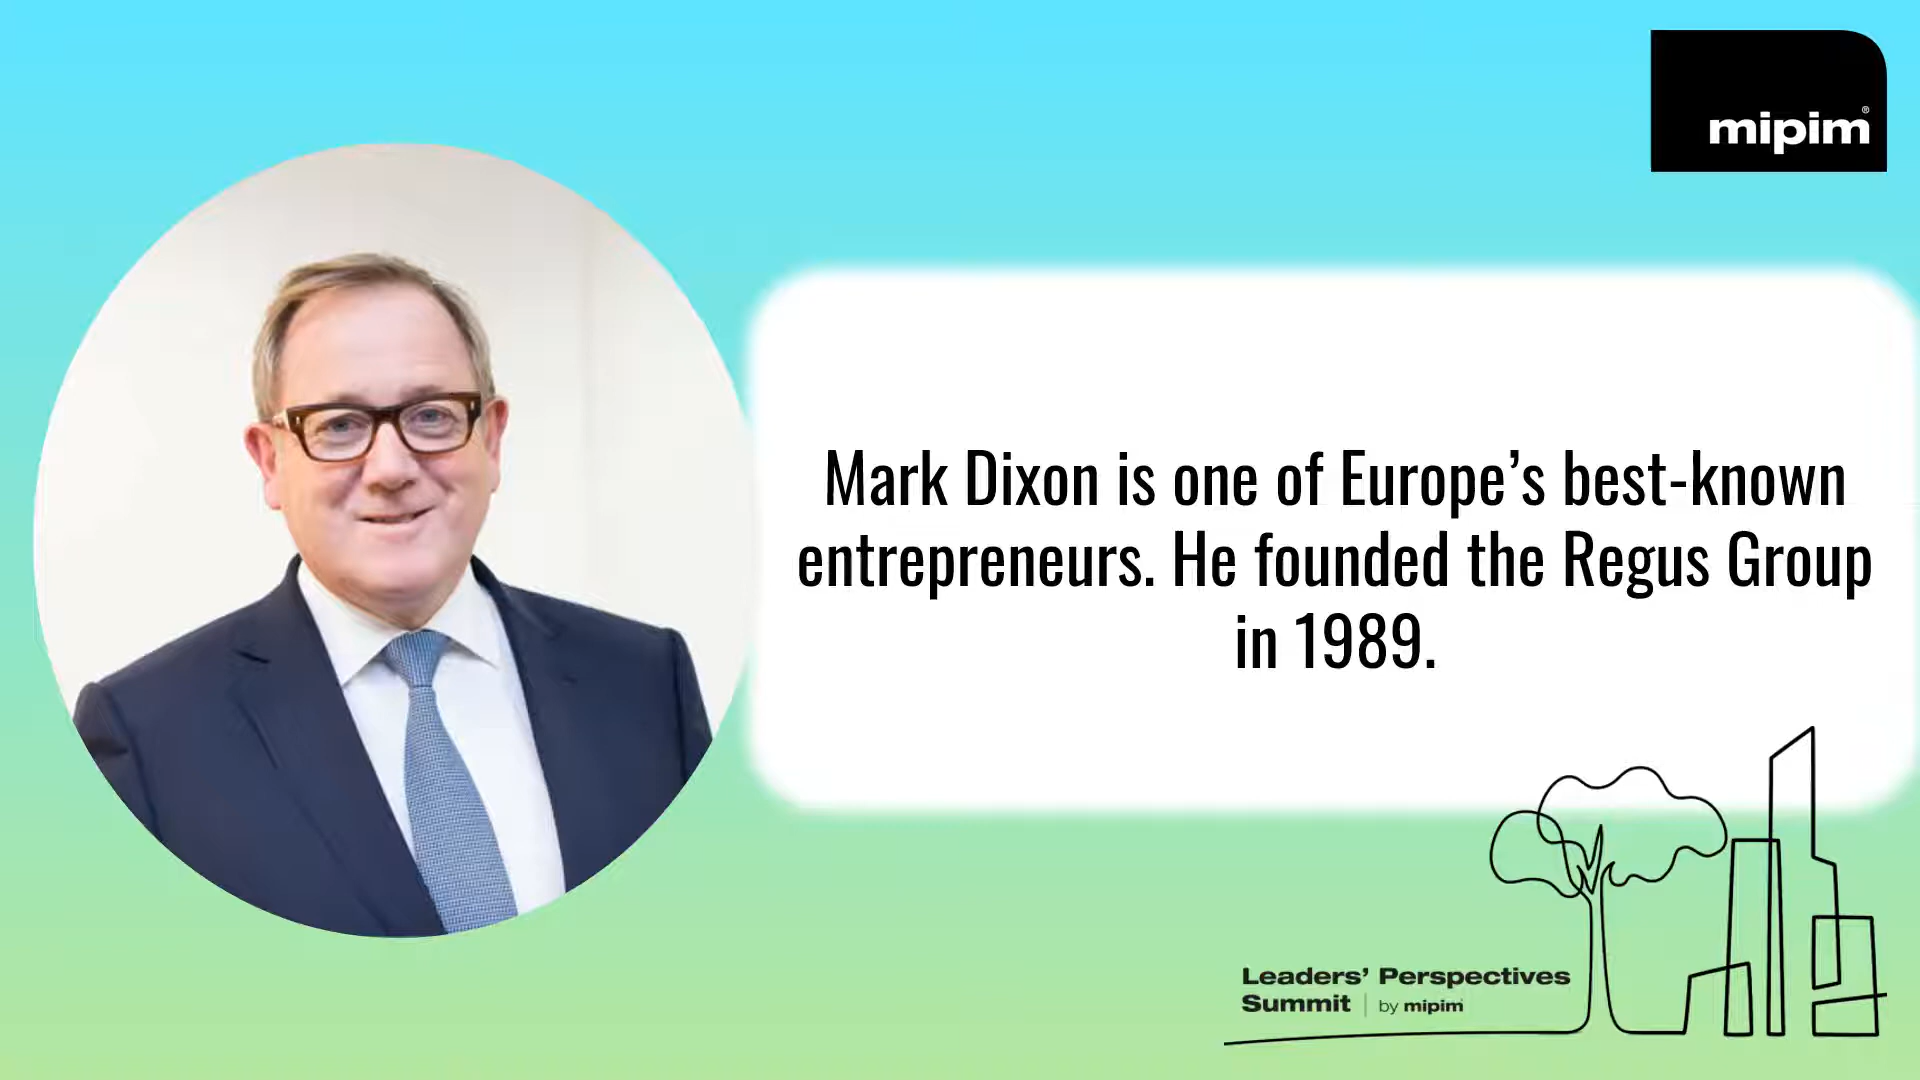 mipim®
Mark Dixon is one of Europe’s best-known
entrepreneurs. He founded the Regus Group
in 1989.
Leaders’ Perspectives
Summit | by mipim